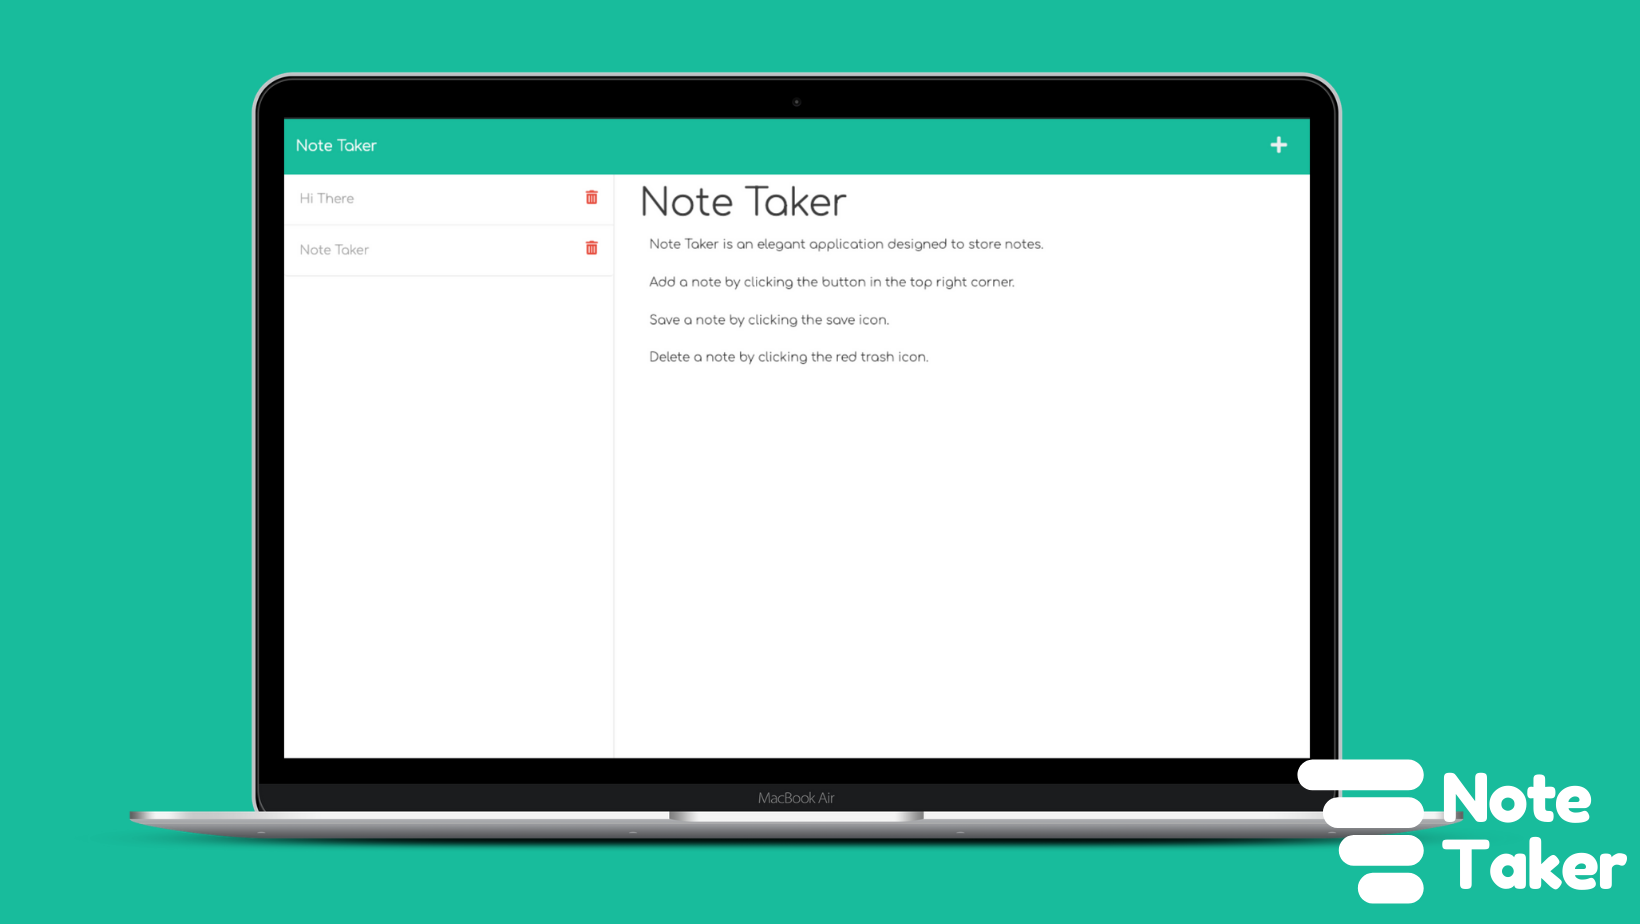 Note Taker
Hi There
Note Taker
Note Taker
Note Taker is an elegant application designed to store notes.
Add a note by clicking the button in the top right corner.
Save a note by clicking the save icon.
Delete a note by clicking the red trash icon.
MacBook Air
Note
Taker